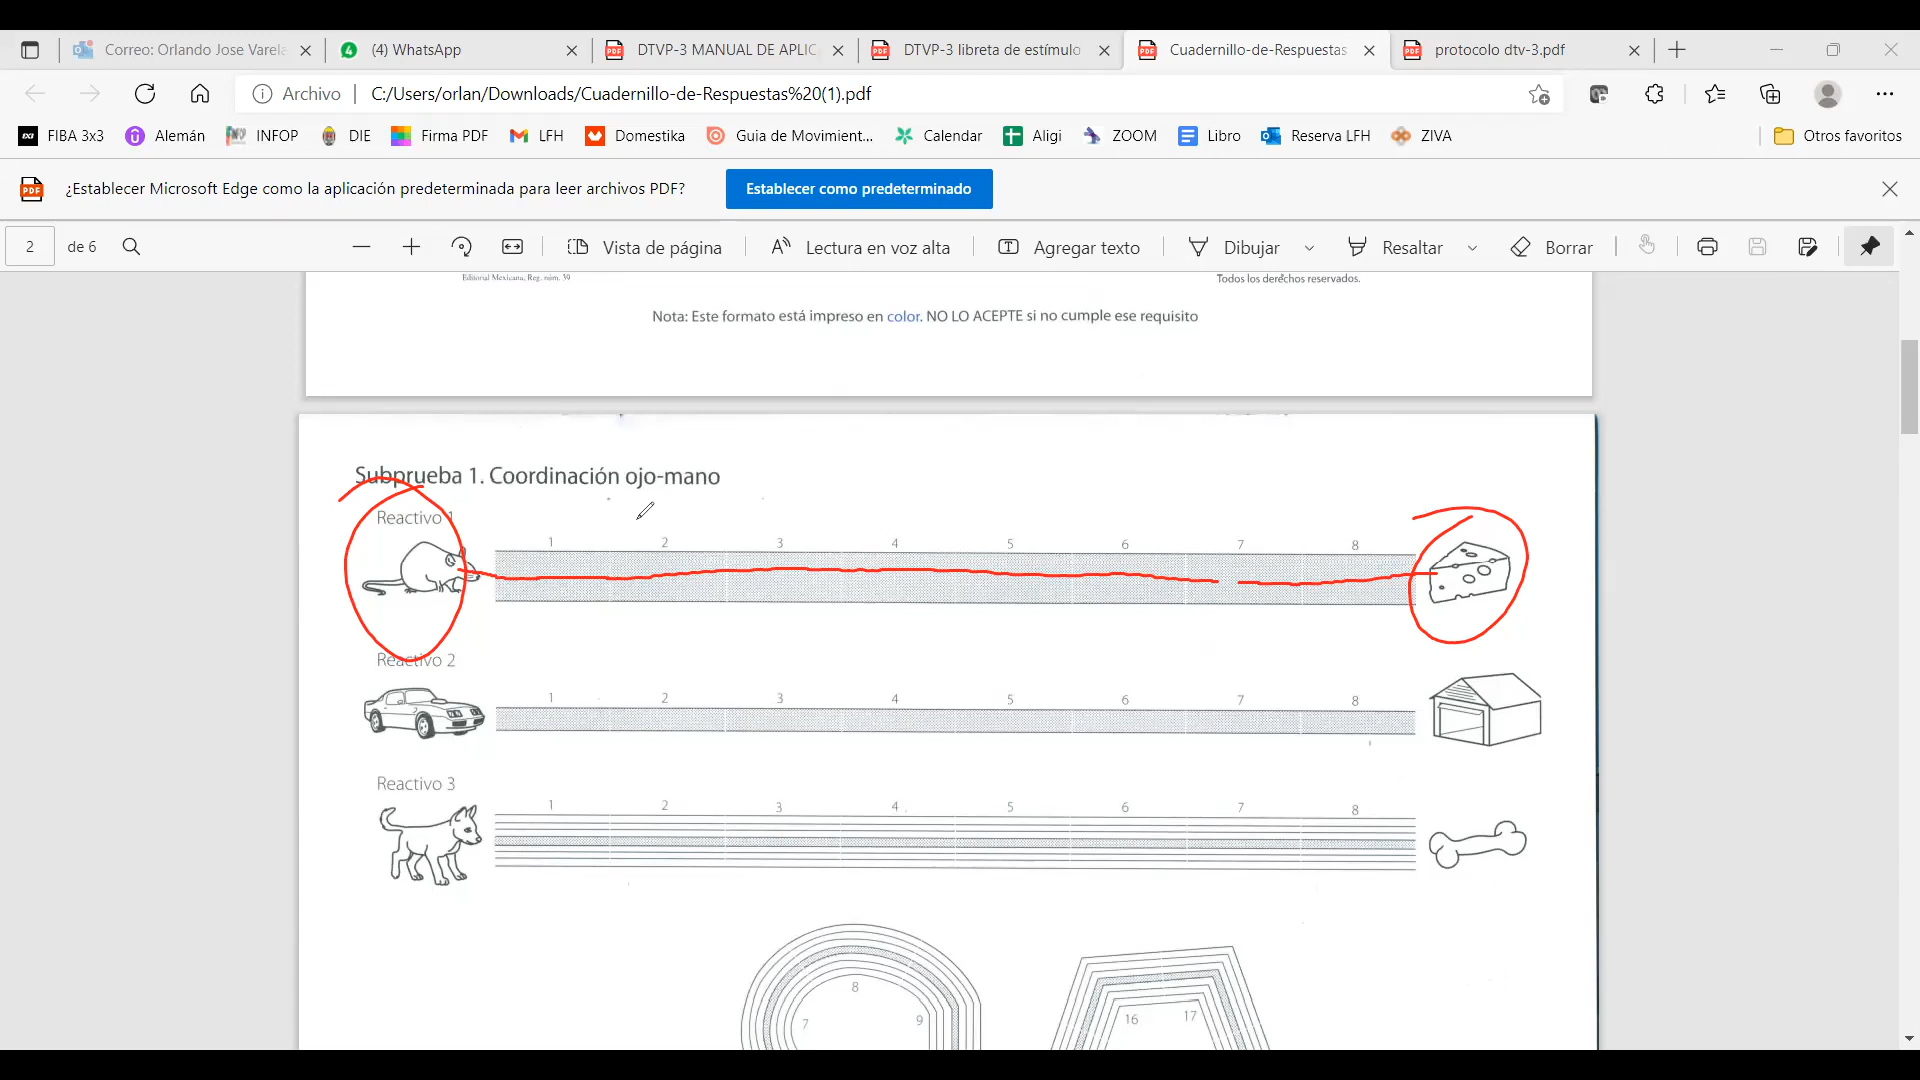 Correo: Orlando Jose Varela
(4) WhatsApp
DTVP-3 MANUAL DE APLIC
DTVP-3 libreta de estímulo
Cuadernillo-de-Respuestas
protocolo dtv-3.pdf
Archivo
C:/Users/orlan/Downloads/Cuadernillo-de-Respuestas%20(1).pdf
FIBA 3x3
Alemán
INFOP
DIE
Firma PDF
LFH
Domestika
Guia de Movimient...
Calendar
Aligi
ZOOM
Libro
Reserva LFH
ZIVA
Otros favoritos
¿Establecer Microsoft Edge como la aplicación predeterminada para leer archivos PDF?
Establecer como predeterminado
2 de 6
Vista de página
Lectura en voz alta
Agregar texto
Dibujar
Resaltar
Borrar
Editorial Mexicana, Reg. núm. 39
Todos los derechos reservados.
Nota: Este formato está impreso en color. NO LO ACEPTE si no cumple ese requisito
Subprueba 1. Coordinación ojo-mano
Reactivo 1
1 2 3 4 5 6 7 8
Reactivo 2
1 2 3 4 5 6 7 8
Reactivo 3
1 2 3 4 5 6 7 8
8
7 9
16 17